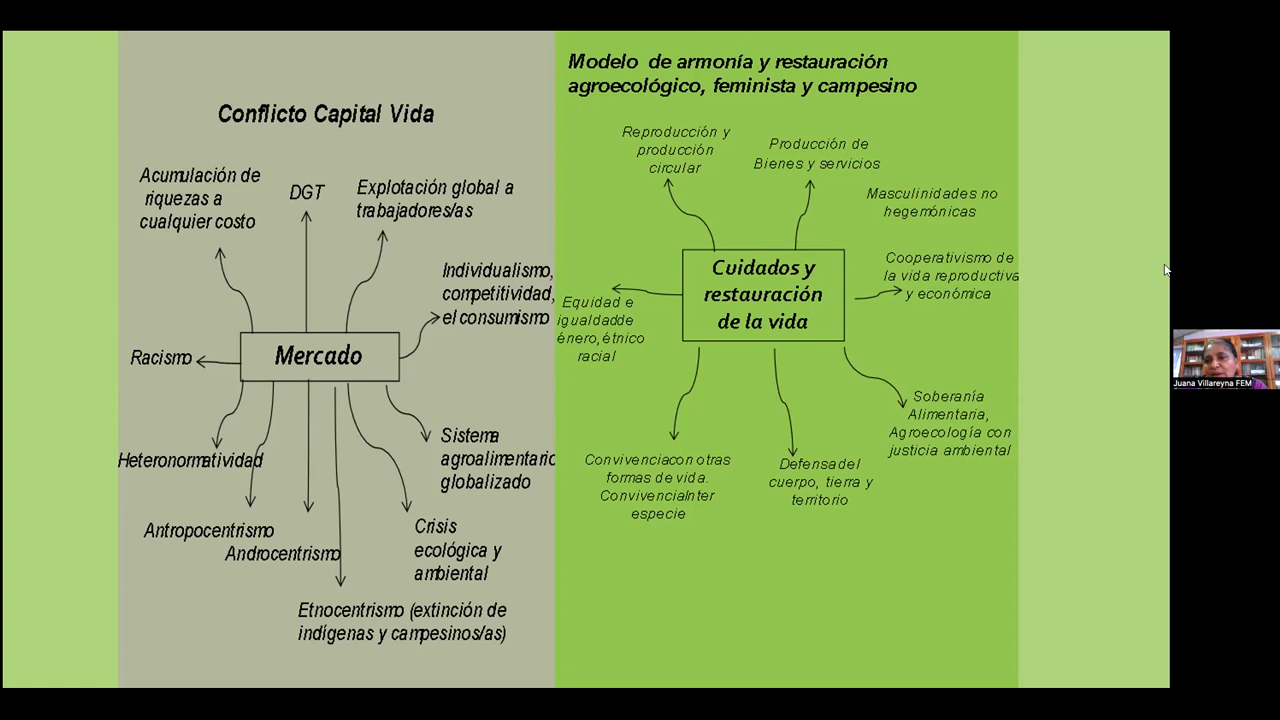 Conflicto Capital Vida
Acumulación de
riquezas a
cualquier costo
DGT
Explotación global a
trabajadores/as
Individualismo,
competitividad,
el consumismo
Racismo
Mercado
Heteronormatividad
Sistema
agroalimentario
globalizado
Antropocentrismo
Androcentrismo
Crisis
ecológica y
ambiental
Etnocentrismo (extinción de
indígenas y campesinos/as)
Modelo de armonía y restauración
agroecológico, feminista y campesino
Reproducción y
producción
circular
Producción de
Bienes y servicios
Masculinidades no
hegemónicas
Cuidados y
restauración
de la vida
Cooperativismo de
la vida reproductiva
y económica
Equidad e
igualdadde
énero, étnico
racial
Soberanía
Alimentaria,
Agroecología con
justicia ambiental
Convivenciacon otras
formas de vida.
ConvivenciaInter
especie
Defensadel
cuerpo, tierra y
territorio
Juana Villareyna FEM